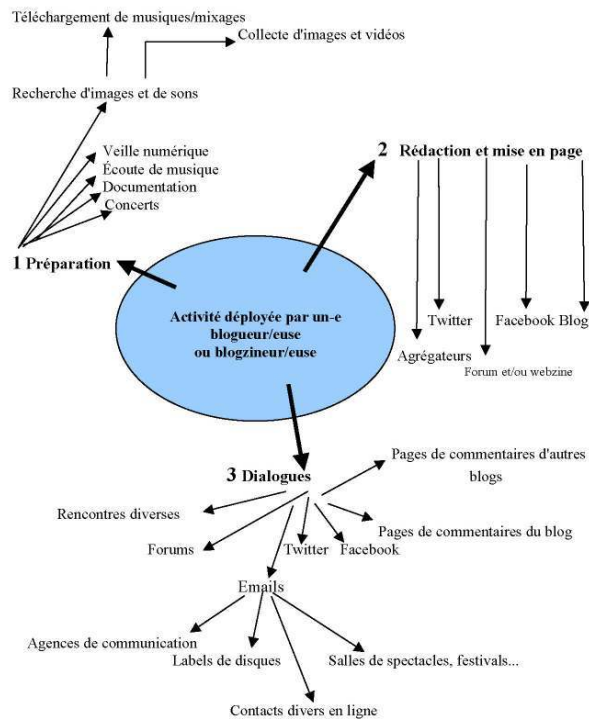 Téléchargement de musiques/mixages
Collecte d'images et vidéos
Recherche d'images et de sons
Veille numérique
Écoute de musique
Documentation
Concerts
1 Préparation
2 Rédaction et mise en page
Twitter
Facebook Blog
Agrégateurs
Forum et/ou webzine
Activité déployée par un-e
blogueur/euse
ou blogzineur/euse
3 Dialogues
Pages de commentaires d'autres
blogs
Rencontres diverses
Pages de commentaires du blog
Forums
Twitter
Facebook
Emails
Agences de communication
Labels de disques
Salles de spectacles, festivals...
Contacts divers en ligne